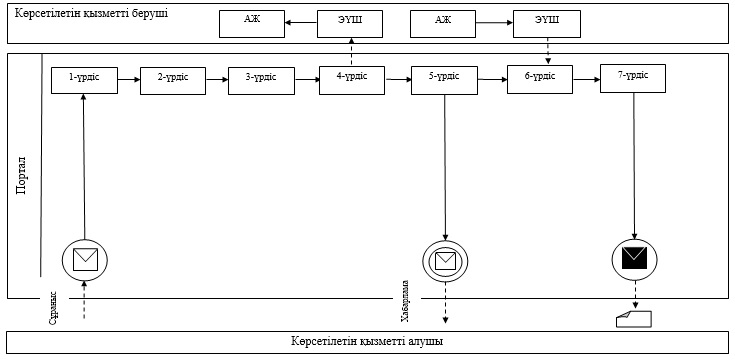 Көрсетілетін қызметті беруші
АЖ
ЭҮШ
АЖ
ЭҮШ
Портал
1-үрдіс
2-үрдіс
3-үрдіс
4-үрдіс
5-үрдіс
6-үрдіс
7-үрдіс
Сұраныс
Хабарлама
Көрсетілетін қызметті алушы